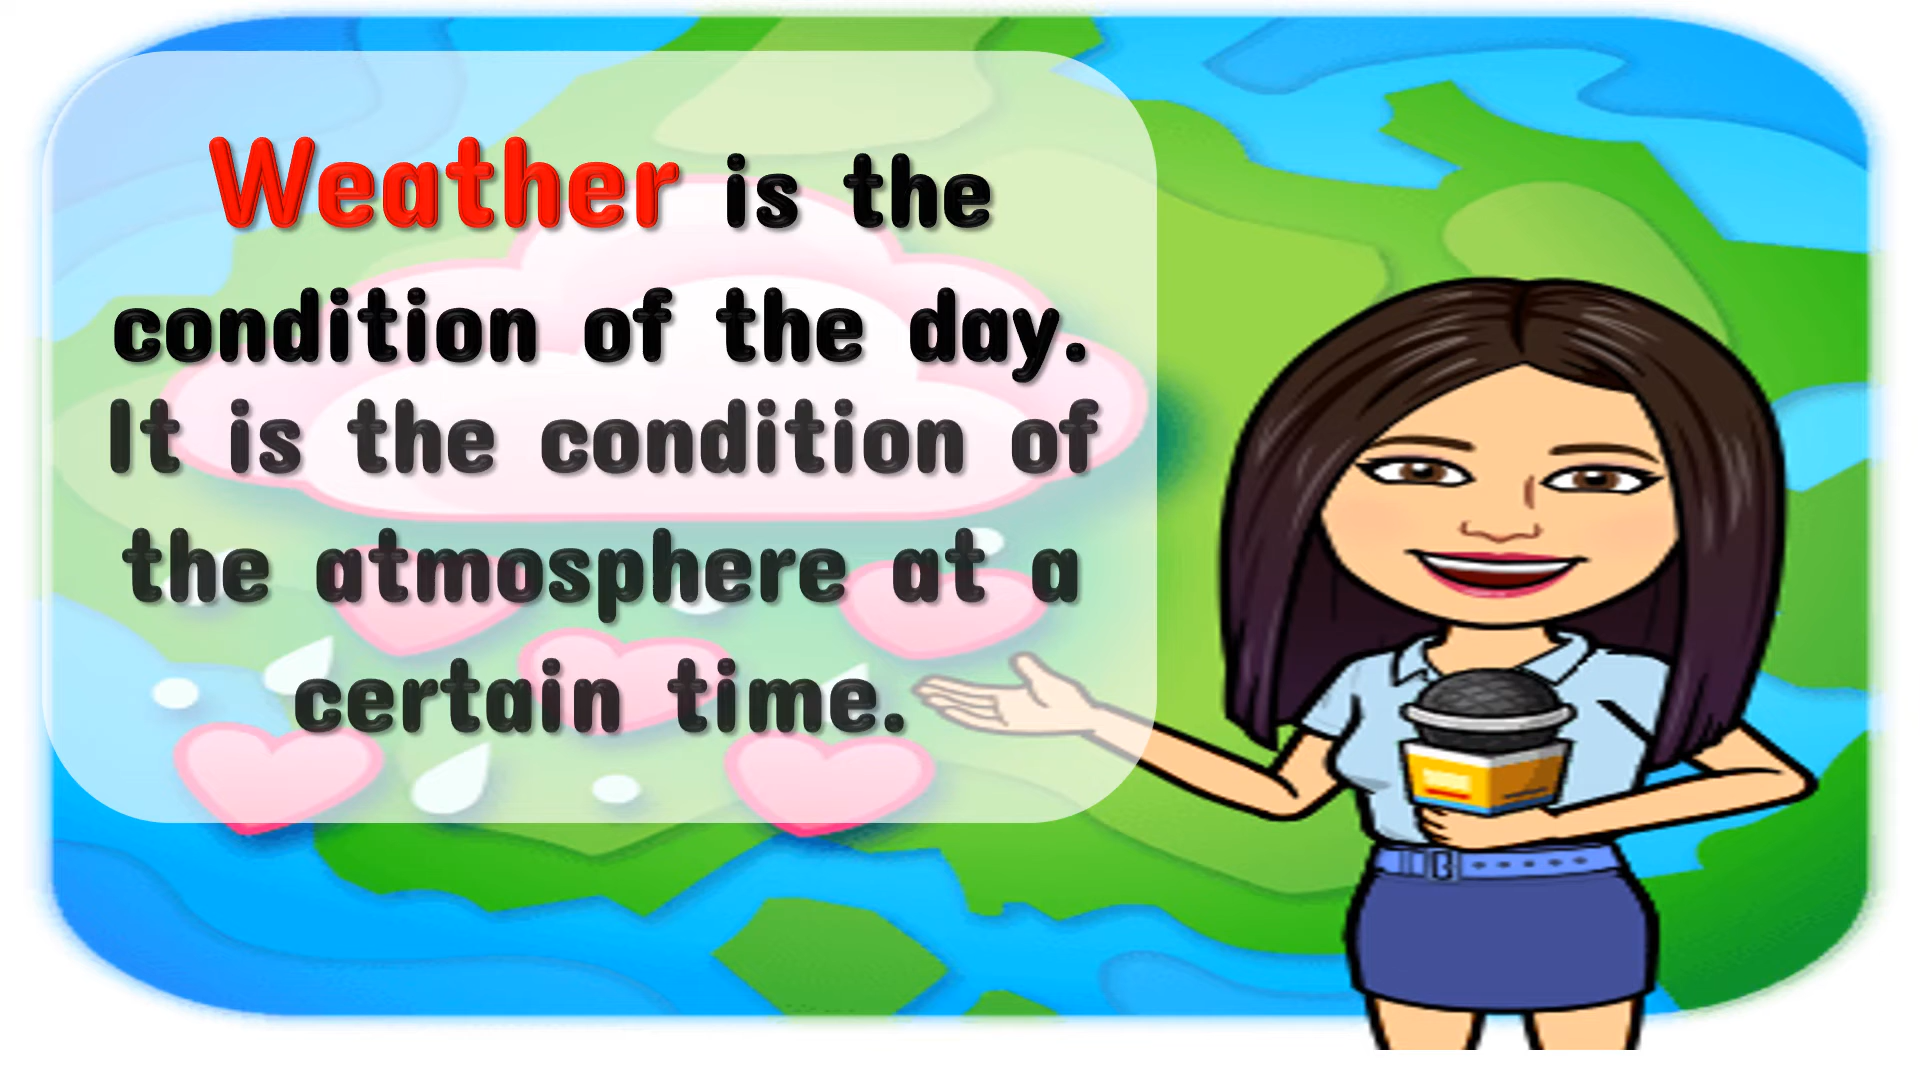 Weather is the
condition of the day.
It is the condition of
the atmosphere at a
certain time.